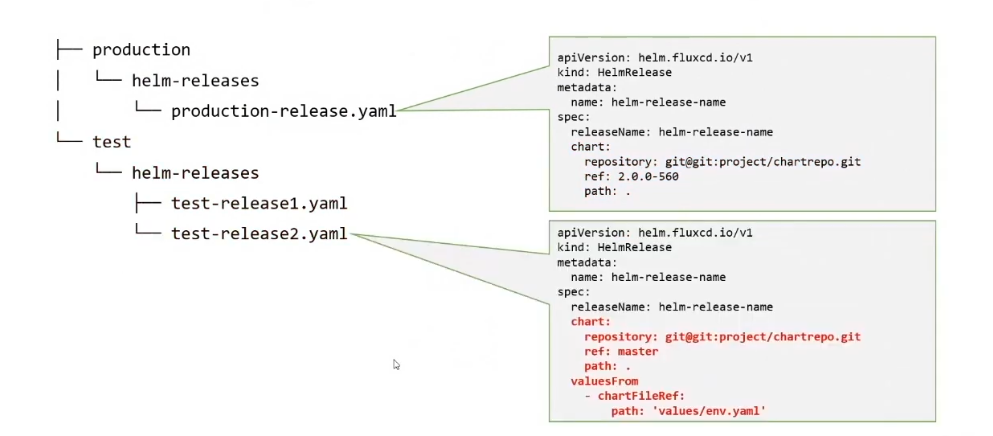 production
helm-releases
production-release.yaml
test
helm-releases
test-release1.yaml
test-release2.yaml
apiVersion: helm.fluxcd.io/v1
kind: HelmRelease
metadata:
  name: helm-release-name
spec:
  releaseName: helm-release-name
  chart:
    repository: git@git:project/chartrepo.git
    ref: 2.0.0-560
    path: .
apiVersion: helm.fluxcd.io/v1
kind: HelmRelease
metadata:
  name: helm-release-name
spec:
  releaseName: helm-release-name
  chart:
    repository: git@git:project/chartrepo.git
    ref: master
    path: .
  valuesFrom
    - chartFileRef:
        path: 'values/env.yaml'